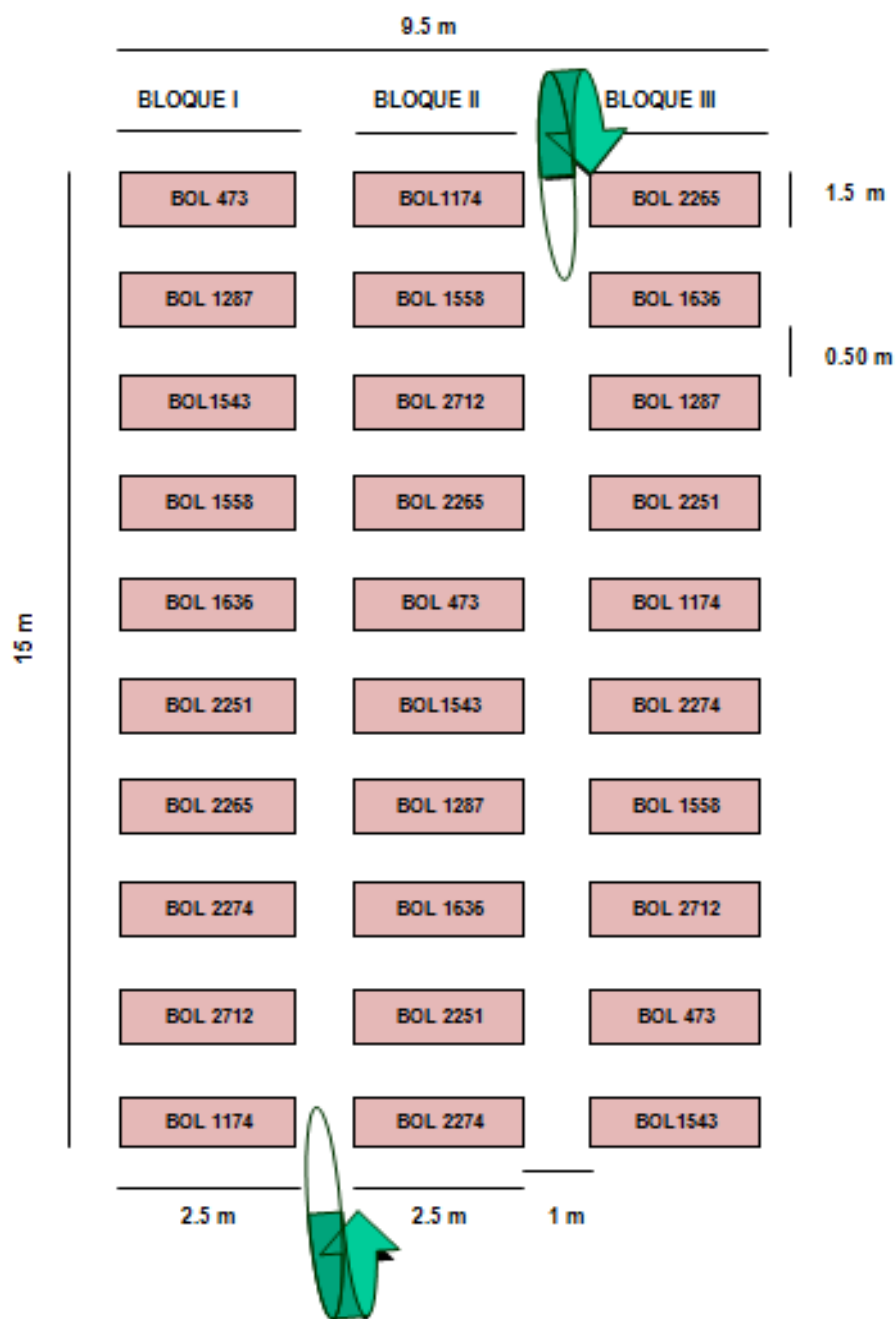 9.5 m
BLOQUE I BLOQUE II BLOQUE III
BOL 473 BOL1174 BOL 2265 1.5 m
BOL 1287 BOL 1558 BOL 1636
0.50 m
BOL1543 BOL 2712 BOL 1287
BOL 1558 BOL 2265 BOL 2251
BOL 1636 BOL 473 BOL 1174
15 m
BOL 2251 BOL1543 BOL 2274
BOL 2265 BOL 1287 BOL 1558
BOL 2274 BOL 1636 BOL 2712
BOL 2712 BOL 2251 BOL 473
BOL 1174 BOL 2274 BOL1543
2.5 m 2.5 m 1 m